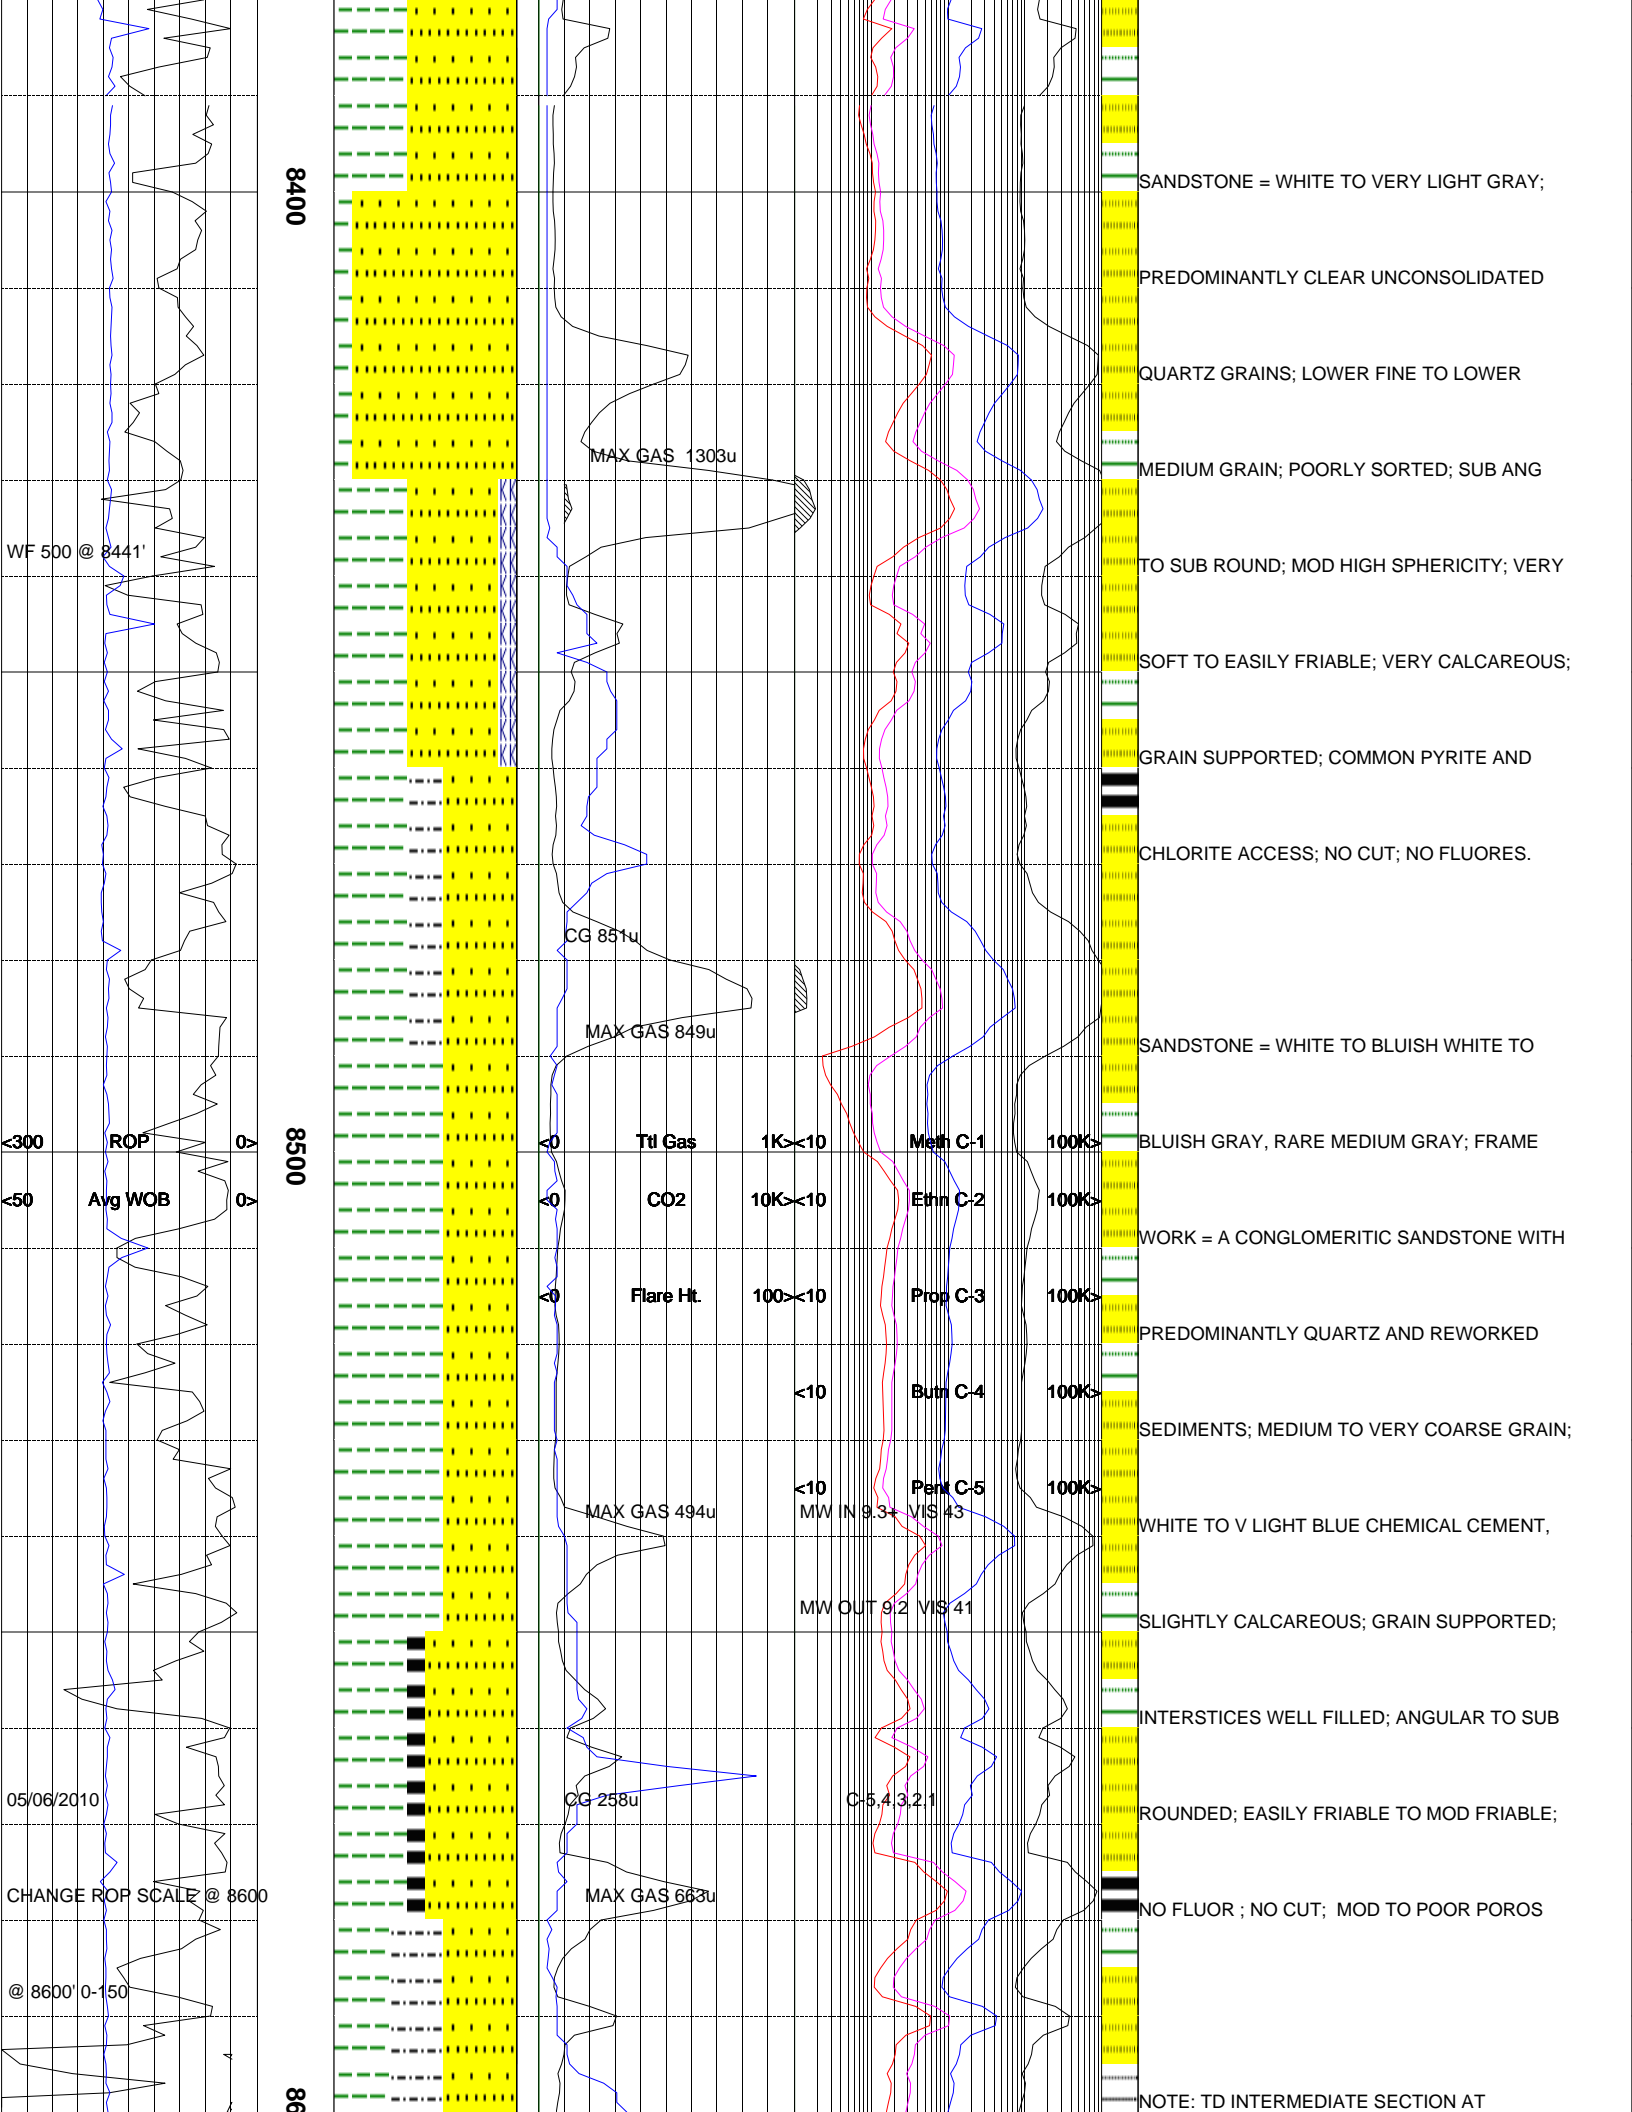 8400
SANDSTONE = WHITE TO VERY LIGHT GRAY;
PREDOMINANTLY CLEAR UNCONSOLIDATED
QUARTZ GRAINS; LOWER FINE TO LOWER
MAX GAS 1303u
MEDIUM GRAIN; POORLY SORTED; SUB ANG
WF 500 @ 8441'
TO SUB ROUND; MOD HIGH SPHERICITY; VERY
SOFT TO EASILY FRIABLE; VERY CALCAREOUS;
GRAIN SUPPORTED; COMMON PYRITE AND
CHLORITE ACCESS; NO CUT; NO FLUORES.
CG 851u
MAX GAS 849u
SANDSTONE = WHITE TO BLUISH WHITE TO
8500
<300 ROP 0> <0 Ttl Gas 1K><10 Meth C-1 100K>
BLUISH GRAY, RARE MEDIUM GRAY; FRAME
<50 Avg WOB 0> <0 CO2 10K><10 Ethn C-2 100K>
WORK = A CONGLOMERITIC SANDSTONE WITH
<0 Flare Ht. 100><10 Prop C-3 100K>
PREDOMINANTLY QUARTZ AND REWORKED
<10 Butn C-4 100K>
SEDIMENTS; MEDIUM TO VERY COARSE GRAIN;
<10 Pent C-5 100K>
MAX GAS 494u MW IN 9.3+ VIS 43
WHITE TO V LIGHT BLUE CHEMICAL CEMENT,
MW OUT 9.2 VIS 41
SLIGHTLY CALCAREOUS; GRAIN SUPPORTED;
INTERSTICES WELL FILLED; ANGULAR TO SUB
05/06/2010 CG 258u C-5,4,3,2,1
ROUNDED; EASILY FRIABLE TO MOD FRIABLE;
CHANGE ROP SCALE @ 8600 MAX GAS 663u
NO FLUOR ; NO CUT; MOD TO POOR POROS
@ 8600' 0-150
NOTE: TD INTERMEDIATE SECTION AT